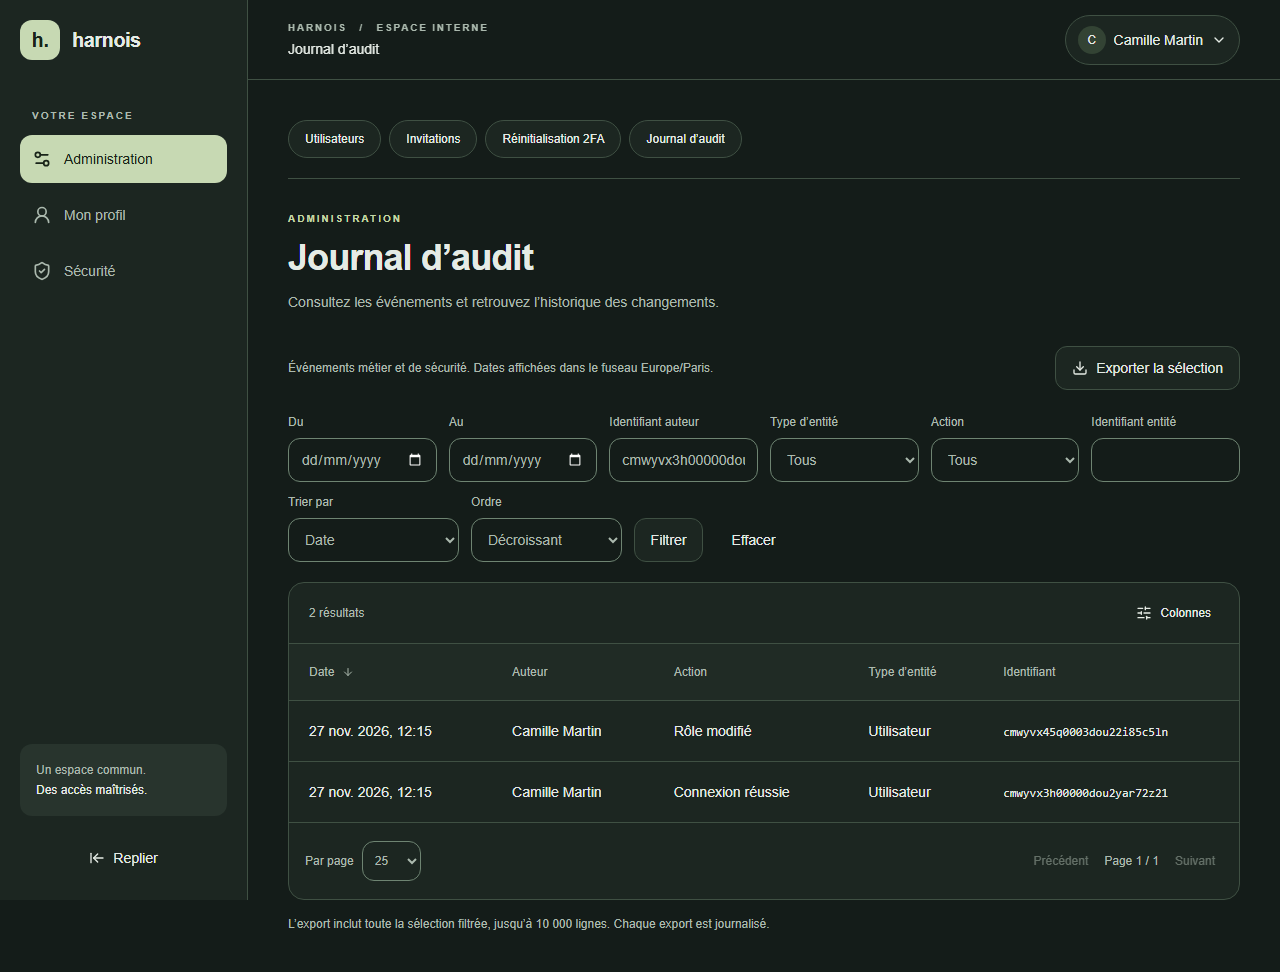 h. harnois
HARNOIS / ESPACE INTERNE
Journal d’audit
C Camille Martin
VOTRE ESPACE
Administration
Mon profil
Sécurité
Un espace commun.
Des accès maîtrisés.
Replier
Utilisateurs Invitations Réinitialisation 2FA Journal d’audit
ADMINISTRATION
Journal d’audit
Consultez les événements et retrouvez l’historique des changements.
Événements métier et de sécurité. Dates affichées dans le fuseau Europe/Paris.
Exporter la sélection
Du Au Identifiant auteur Type d’entité Action Identifiant entité
dd/mm/yyyy dd/mm/yyyy cmwyvx3h00000dou Tous Tous
Trier par Ordre
Date Décroissant Filtrer Effacer
2 résultats Colonnes
Date Auteur Action Type d’entité Identifiant
27 nov. 2026, 12:15 Camille Martin Rôle modifié Utilisateur cmwyvx45q0003dou22i85c5ln
27 nov. 2026, 12:15 Camille Martin Connexion réussie Utilisateur cmwyvx3h00000dou2yar72z21
Par page 25 Précédent Page 1 / 1 Suivant
L’export inclut toute la sélection filtrée, jusqu’à 10 000 lignes. Chaque export est journalisé.